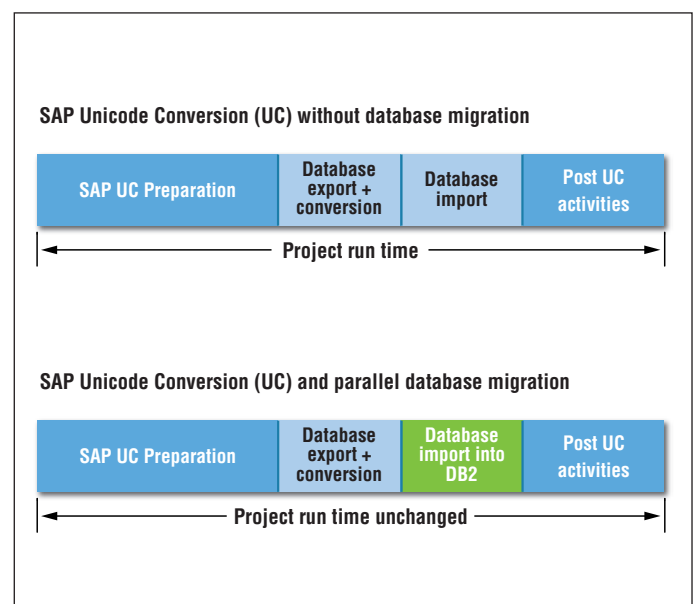 SAP Unicode Conversion (UC) without database migration
SAP UC Preparation
Database
export +
conversion
Database
import
Post UC
activities
Project run time
SAP Unicode Conversion (UC) and parallel database migration
SAP UC Preparation
Database
export +
conversion
Database
import into
DB2
Post UC
activities
Project run time unchanged